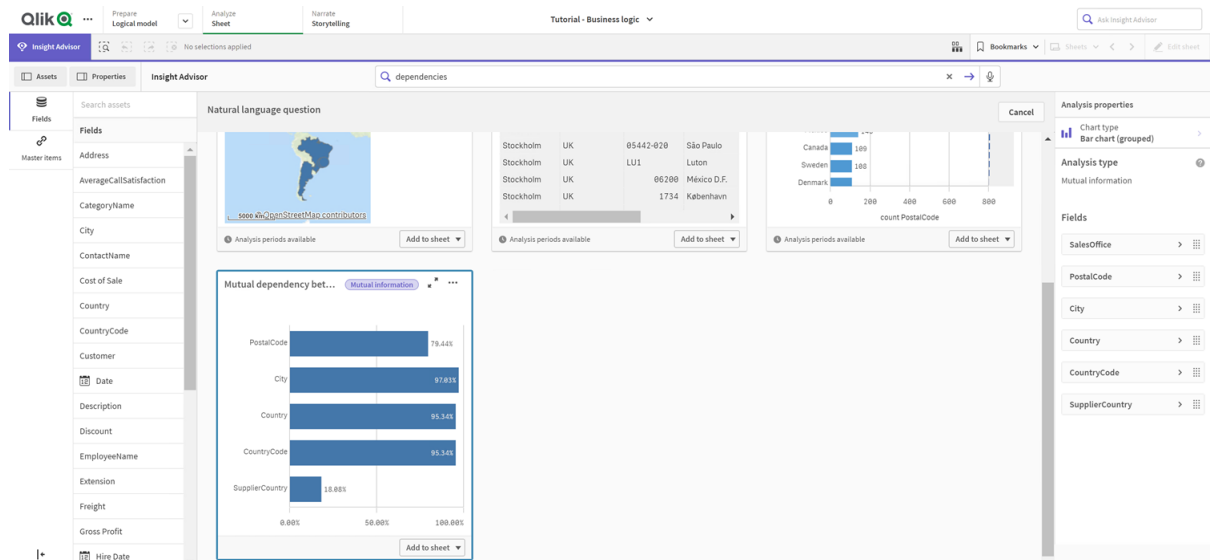 Qlik
Prepare
Logical model
Analyze
Sheet
Narrate
Storytelling
Tutorial - Business logic
Ask Insight Advisor
Insight Advisor
No selections applied
Bookmarks
Sheets
Edit sheet
Assets
Properties
Insight Advisor
dependencies
Fields
Master items
Search assets
Fields
Address
AverageCallSatisfaction
CategoryName
City
ContactName
Cost of Sale
Country
CountryCode
Customer
Date
Description
Discount
EmployeeName
Extension
Freight
Gross Profit
Hire Date
Natural language question
Cancel
5000 km
© OpenStreetMap contributors
Analysis periods available
Add to sheet
Stockholm UK 05442-020 São Paulo
Stockholm UK LU1 Luton
Stockholm UK 06200 México D.F.
Stockholm UK 1734 København
Analysis periods available
Add to sheet
Canada 109
Sweden 108
Denmark
0 200 400 600 800
count PostalCode
Analysis periods available
Add to sheet
Mutual dependency bet...
Mutual information
PostalCode 79.44%
City 97.03%
Country 95.34%
CountryCode 95.34%
SupplierCountry 18.08%
0.00% 50.00% 100.00%
Add to sheet
Analysis properties
Chart type
Bar chart (grouped)
Analysis type
Mutual information
Fields
SalesOffice
PostalCode
City
Country
CountryCode
SupplierCountry